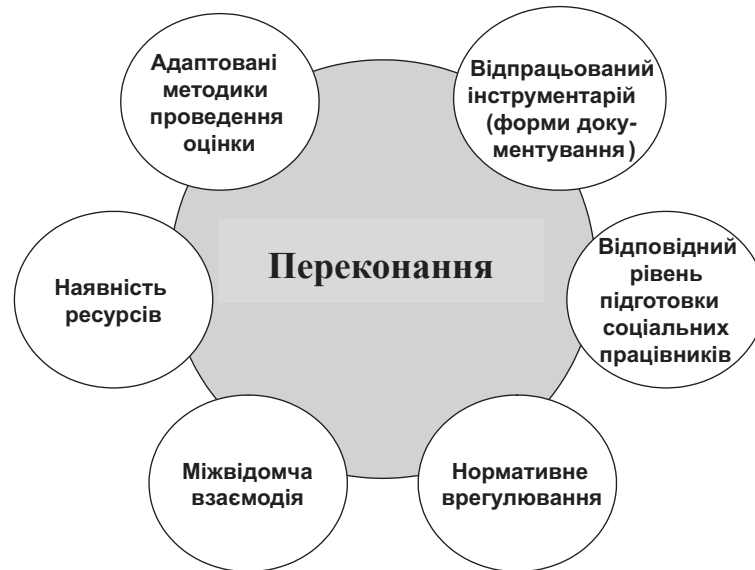 Адаптовані
методики
проведення
оцінки
Відпрацьований
інструментарій
(форми доку-
ментування)
Наявність
ресурсів
Переконання
Відповідний
рівень
підготовки
соціальних
працівників
Міжвідомча
взаємодія
Нормативне
врегулювання